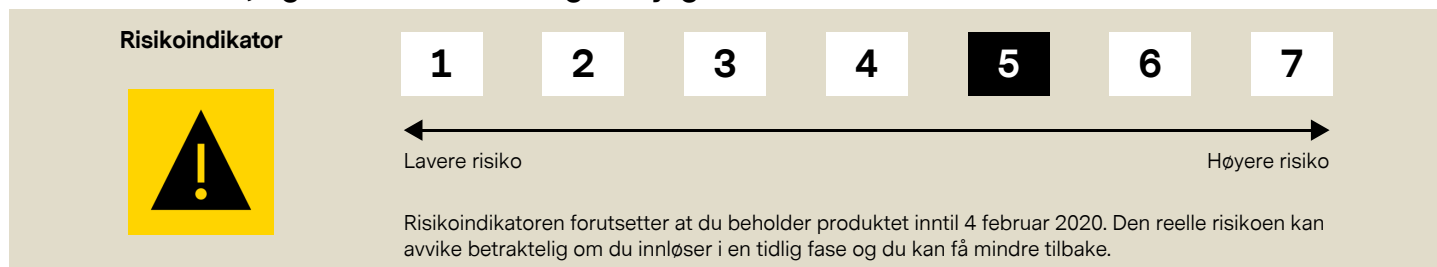 Risikoindikator
1 2 3 4 5 6 7
Lavere risiko Høyere risiko
Risikoindikatoren forutsetter at du beholder produktet inntil 4 februar 2020. Den reelle risikoen kan
avvike betraktelig om du innløser i en tidlig fase og du kan få mindre tilbake.